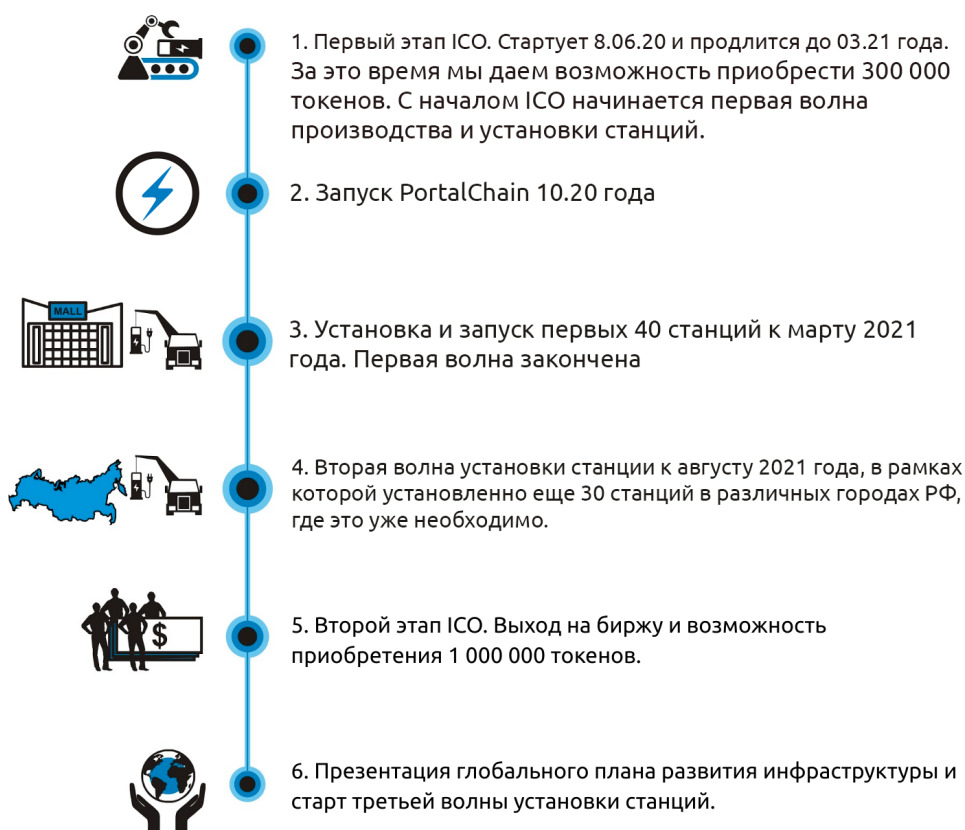 1. Первый этап ICO. Стартует 8.06.20 и продлится до 03.21 года.
За это время мы даем возможность приобрести 300 000
токенов. С началом ICO начинается первая волна
производства и установки станций.
2. Запуск PortalChain 10.20 года
MALL
3. Установка и запуск первых 40 станций к марту 2021
года. Первая волна закончена
4. Вторая волна установки станции к августу 2021 года, в рамках
которой установленно еще 30 станций в различных городах РФ,
где это уже необходимо.
$
5. Второй этап ICO. Выход на биржу и возможность
приобретения 1 000 000 токенов.
6. Презентация глобального плана развития инфраструктуры и
старт третьей волны установки станций.